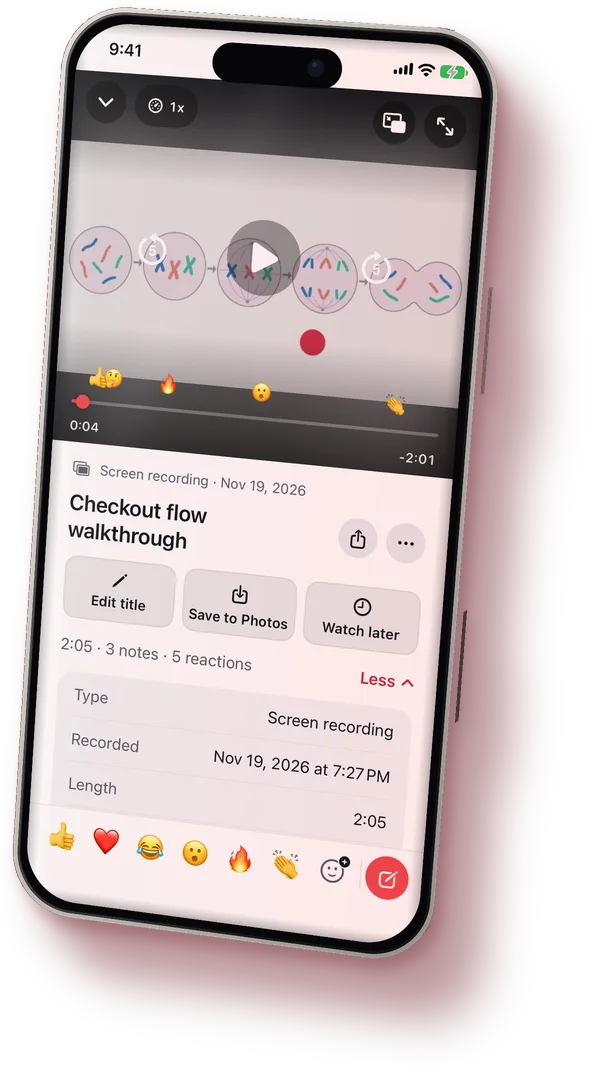 9:41
1x
5
5
0:04
-2:01
Screen recording · Nov 19, 2026
Checkout flow
walkthrough
Edit title
Save to Photos
Watch later
2:05 · 3 notes · 5 reactions
Less
Type
Screen recording
Recorded
Nov 19, 2026 at 7:27 PM
Length
2:05